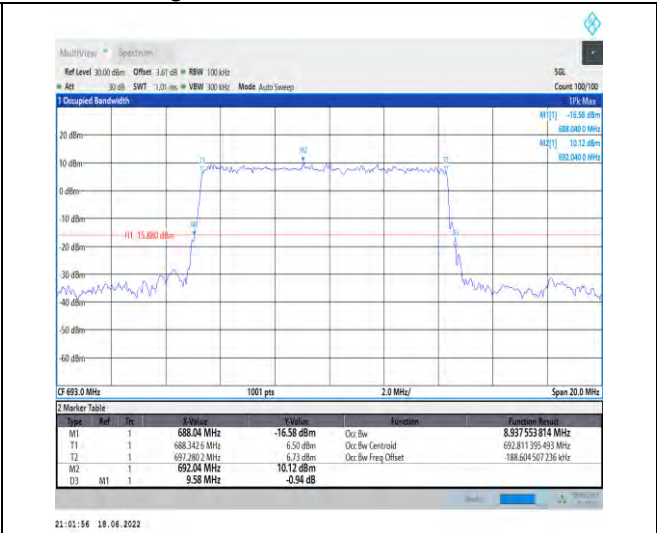 MultiView Spectrum
Ref Level 30.00 dBm Offset 3.61 dB RBW 100 kHz SGL
Att 30 dB SWT 1.01 ms VBW 300 kHz Mode Auto Sweep Count 100/100
1 Occupied Bandwidth 1Pk Max
M1[1] -16.58 dBm
688.040 0 MHz
M2[1] 10.12 dBm
692.040 0 MHz
20 dBm
M2
T1 T2
10 dBm
0 dBm
-10 dBm
M1
H1 -15.880 dBm
D3
-20 dBm
-30 dBm
-40 dBm
-50 dBm
-60 dBm
CF 693.0 MHz 1001 pts 2.0 MHz/ Span 20.0 MHz
2 Marker Table
Type Ref Trc X-Value Y-Value Function Function Result
M1 1 688.04 MHz -16.58 dBm Occ Bw 8.937 553 814 MHz
T1 1 688.342 6 MHz 6.50 dBm Occ Bw Centroid 692.811 395 493 MHz
T2 1 697.280 2 MHz 6.73 dBm Occ Bw Freq Offset -188.604 507 236 kHz
M2 1 692.04 MHz 10.12 dBm
D3 M1 1 9.58 MHz -0.94 dB
21:01:56 18.06.2022